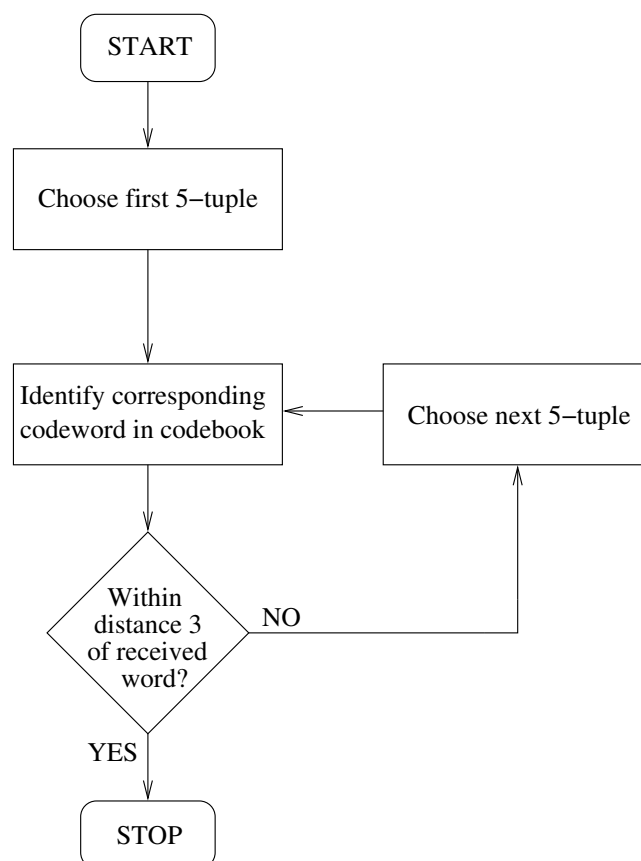 START
Choose first 5−tuple
Identify corresponding
codeword in codebook
Choose next 5−tuple
Within
distance 3
of received
word?
NO
YES
STOP